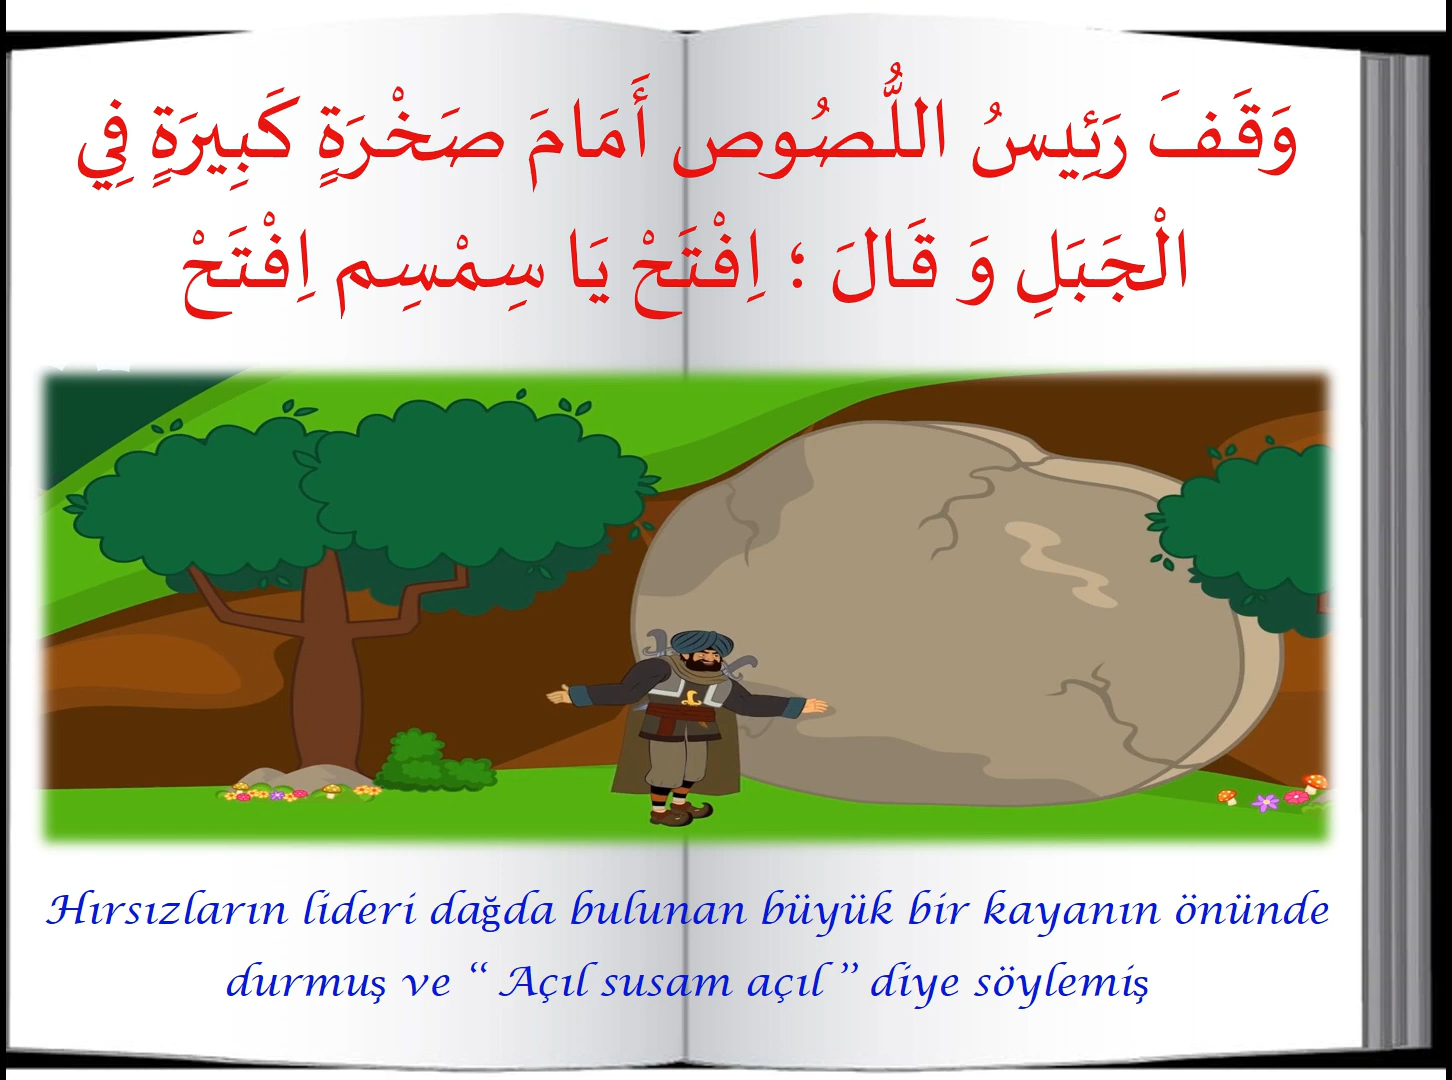 وَقَفَ رَئِيسُ اللُّصُوص أَمَامَ صَخْرَةٍ كَبِيرَةٍ فِي
الْجَبَلِ وَ قَالَ ؛ اِفْتَحْ يَا سِمْسِم اِفْتَحْ
Hırsızların lideri dağda bulunan büyük bir kayanın önünde
durmuş ve “ Açıl susam açıl ” diye söylemiş